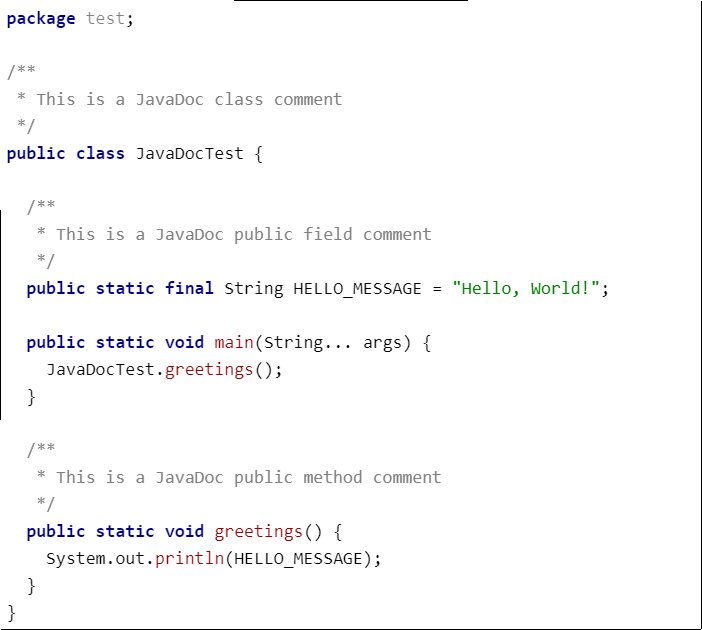 package test;

/**
 * This is a JavaDoc class comment
 */
public class JavaDocTest {

  /**
   * This is a JavaDoc public field comment
   */
  public static final String HELLO_MESSAGE = "Hello, World!";

  public static void main(String... args) {
    JavaDocTest.greetings();
  }

  /**
   * This is a JavaDoc public method comment
   */
  public static void greetings() {
    System.out.println(HELLO_MESSAGE);
  }
}